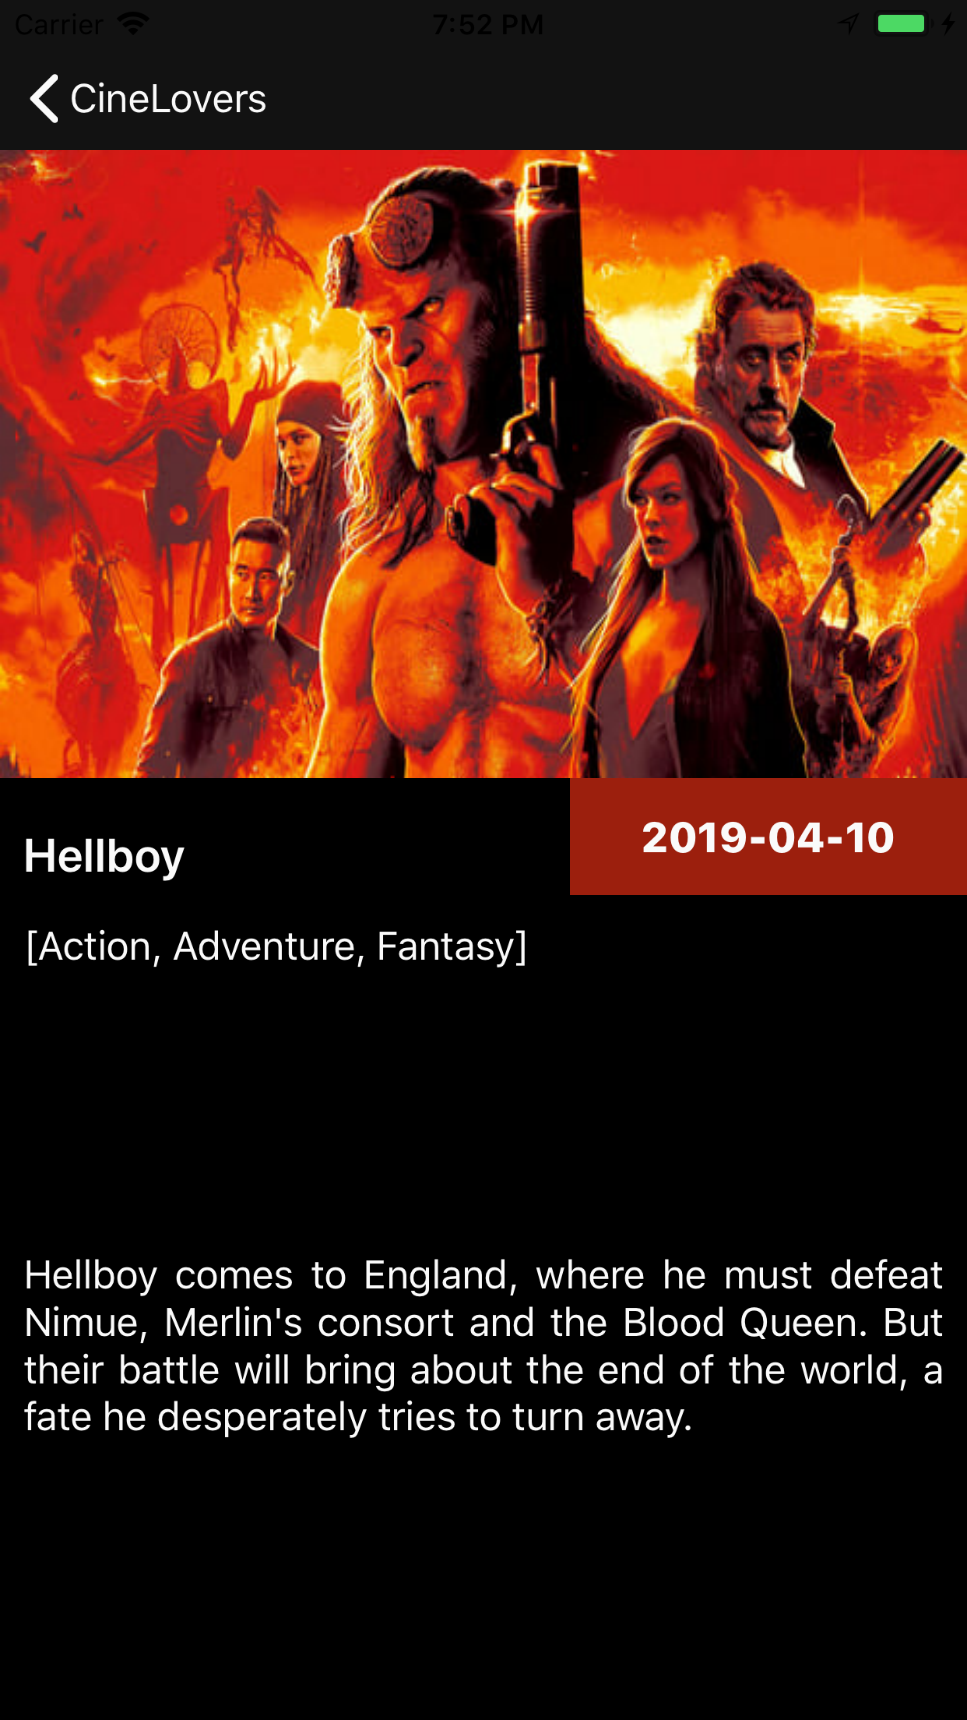 Carrier 7:52 PM
CineLovers
Hellboy
2019-04-10
[Action, Adventure, Fantasy]
Hellboy comes to England, where he must defeat
Nimue, Merlin's consort and the Blood Queen. But
their battle will bring about the end of the world, a
fate he desperately tries to turn away.